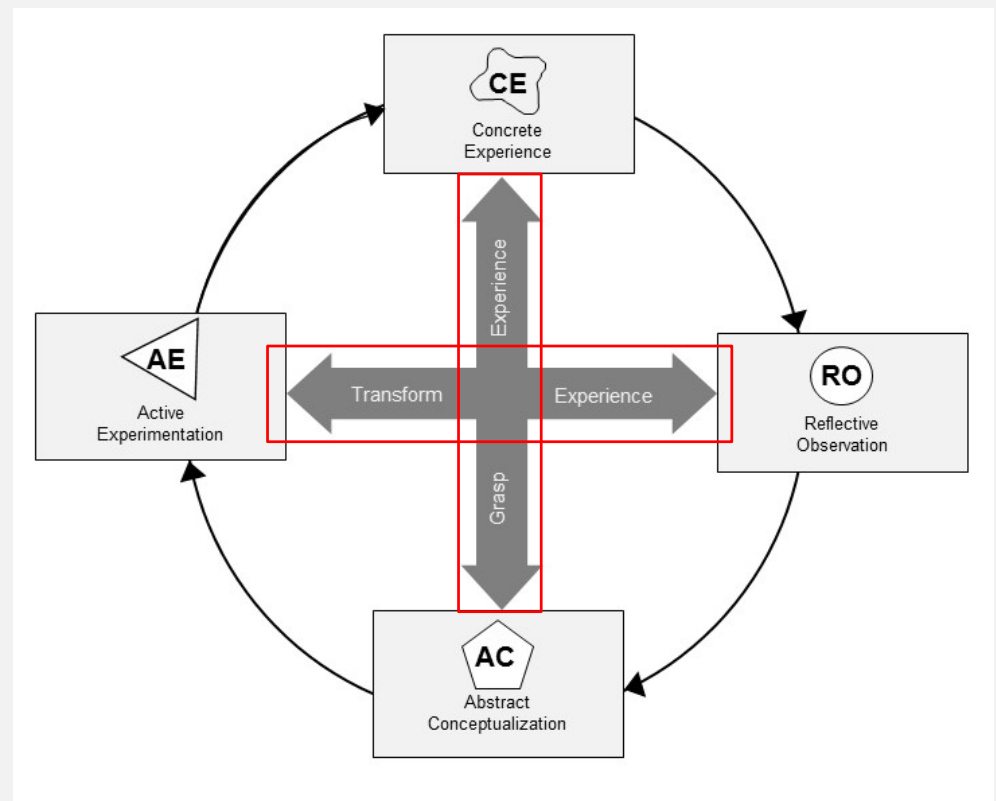 CE
Concrete
Experience
Experience
AE
Active
Experimentation
Transform
Experience
RO
Reflective
Observation
Grasp
AC
Abstract
Conceptualization